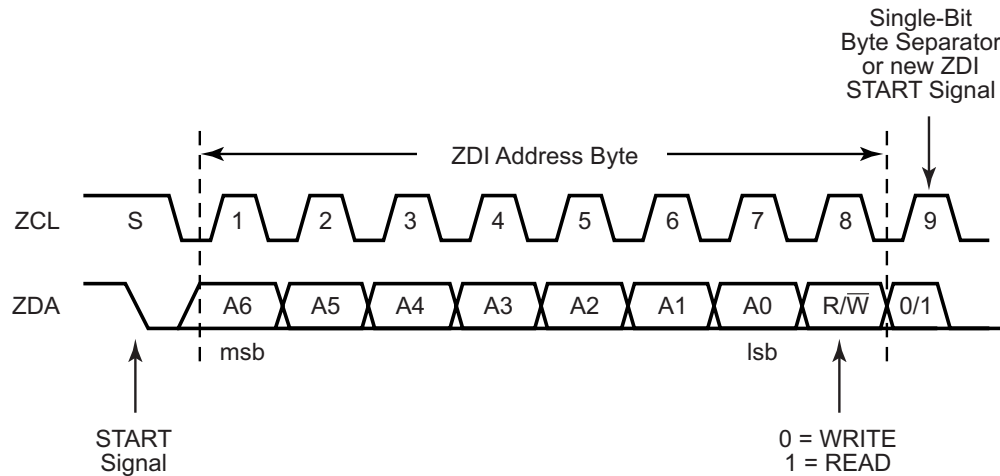 Single-Bit
Byte Separator
or new ZDI
START Signal
ZDI Address Byte
ZCL S 1 2 3 4 5 6 7 8 9
ZDA A6 A5 A4 A3 A2 A1 A0 R/W̅ 0/1
msb lsb
START
Signal
0 = WRITE
1 = READ